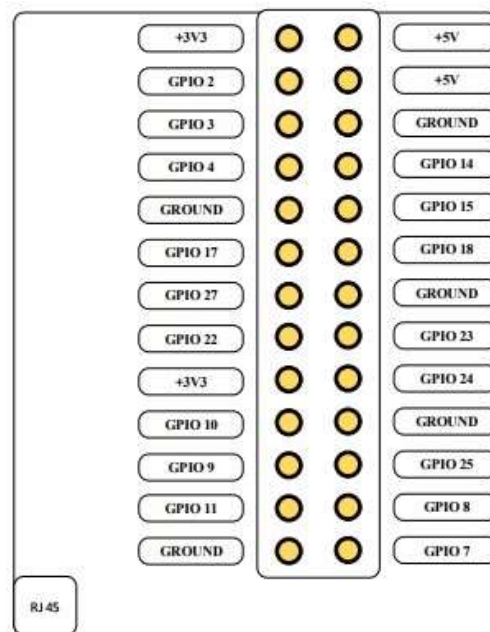 +3V3 +5V
GPIO 2 +5V
GPIO 3 GROUND
GPIO 4 GPIO 14
GROUND GPIO 15
GPIO 17 GPIO 18
GPIO 27 GROUND
GPIO 22 GPIO 23
+3V3 GPIO 24
GPIO 10 GROUND
GPIO 9 GPIO 25
GPIO 11 GPIO 8
GROUND GPIO 7
RJ 45